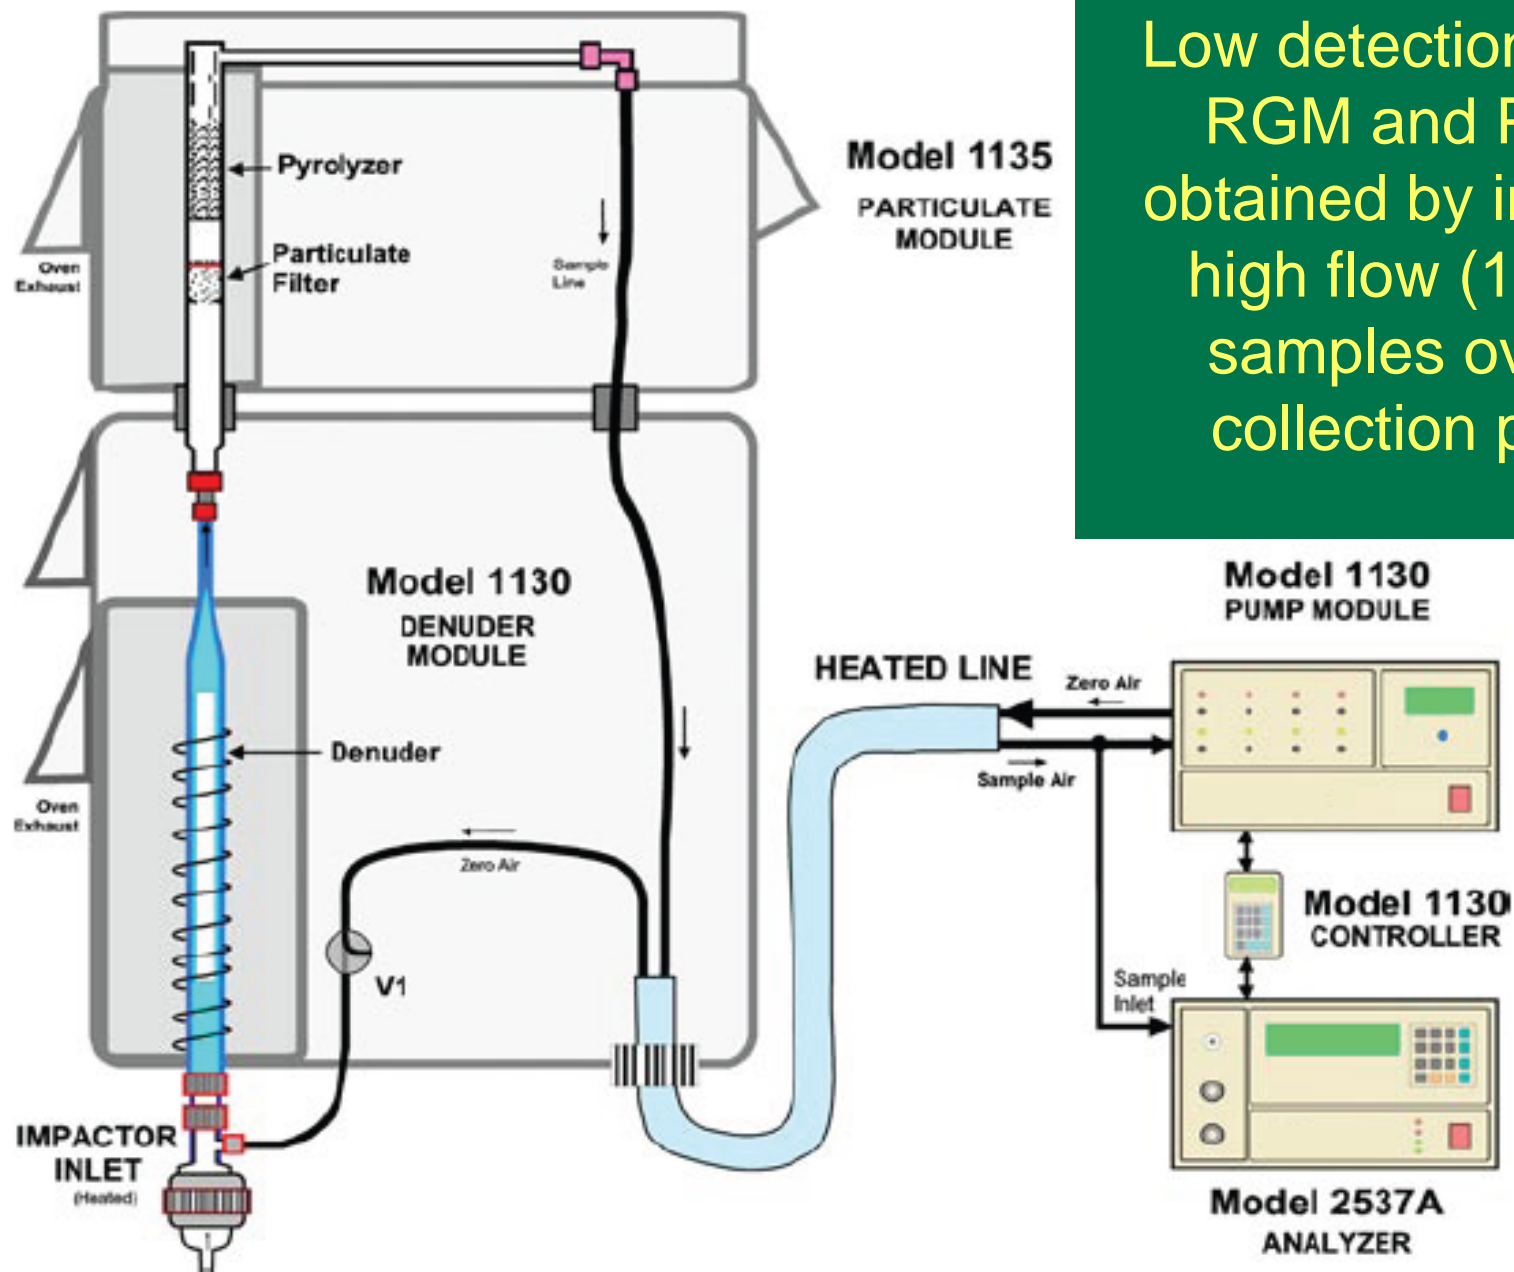 Low detection
RGM and
obtained by
high flow (1
samples
collection
Model 1135
PARTICULATE
MODULE
Pyrolyzer
Particulate
Filter
Oven
Exhaust
Sample
Line
Model 1130
DENUDER
MODULE
Denuder
Oven
Exhaust
Zero Air
V1
IMPACTOR
INLET
(Heated)
HEATED LINE
Zero Air
Sample Air
Model 1130
PUMP MODULE
Model 1130
CONTROLLER
Sample
Inlet
Model 2537A
ANALYZER